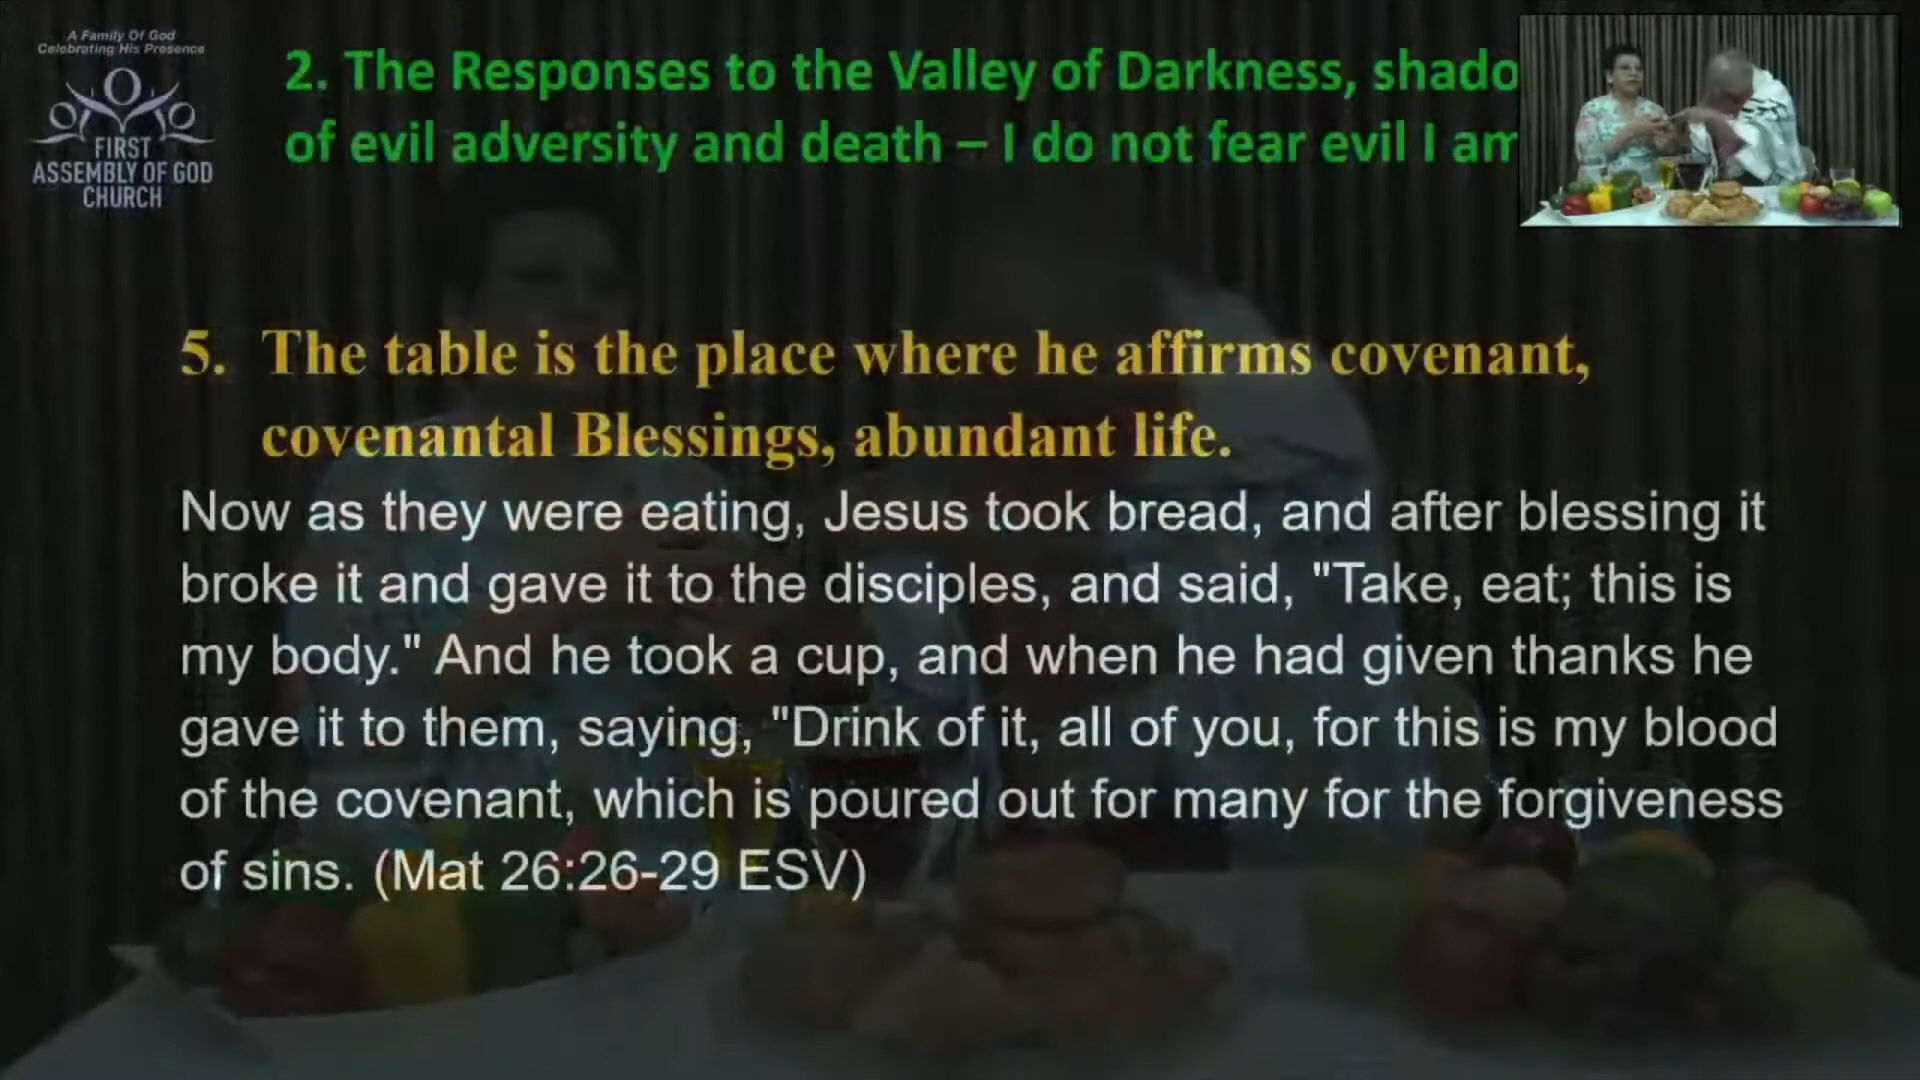 A Family Of God
Celebrating His Presence
FIRST
ASSEMBLY OF GOD
CHURCH
2. The Responses to the Valley of Darkness, shado
of evil adversity and death – I do not fear evil I am
5. The table is the place where he affirms covenant,
covenantal Blessings, abundant life.
Now as they were eating, Jesus took bread, and after blessing it
broke it and gave it to the disciples, and said, "Take, eat; this is
my body." And he took a cup, and when he had given thanks he
gave it to them, saying, "Drink of it, all of you, for this is my blood
of the covenant, which is poured out for many for the forgiveness
of sins. (Mat 26:26-29 ESV)